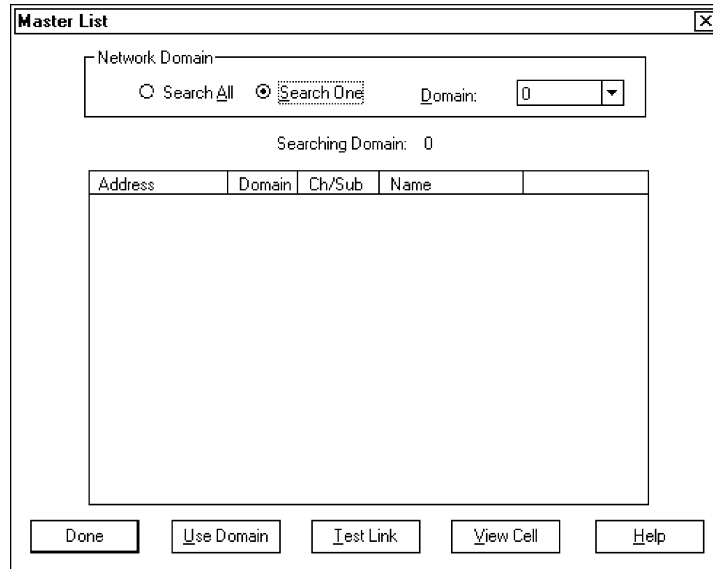 Master List
Network Domain
Search All Search One Domain: 0
Searching Domain: 0
Address Domain Ch/Sub Name
Done Use Domain Test Link View Cell Help